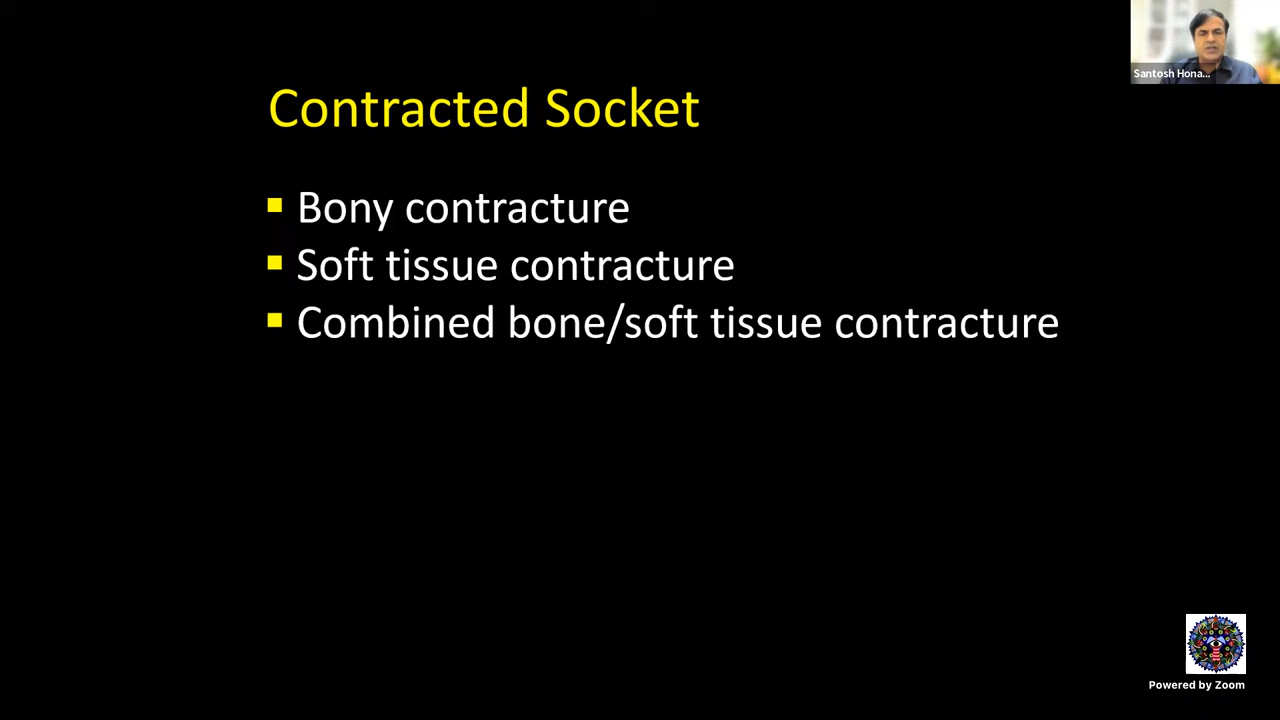 Santosh Hona...
Contracted Socket
Bony contracture
Soft tissue contracture
Combined bone/soft tissue contracture
Powered by Zoom